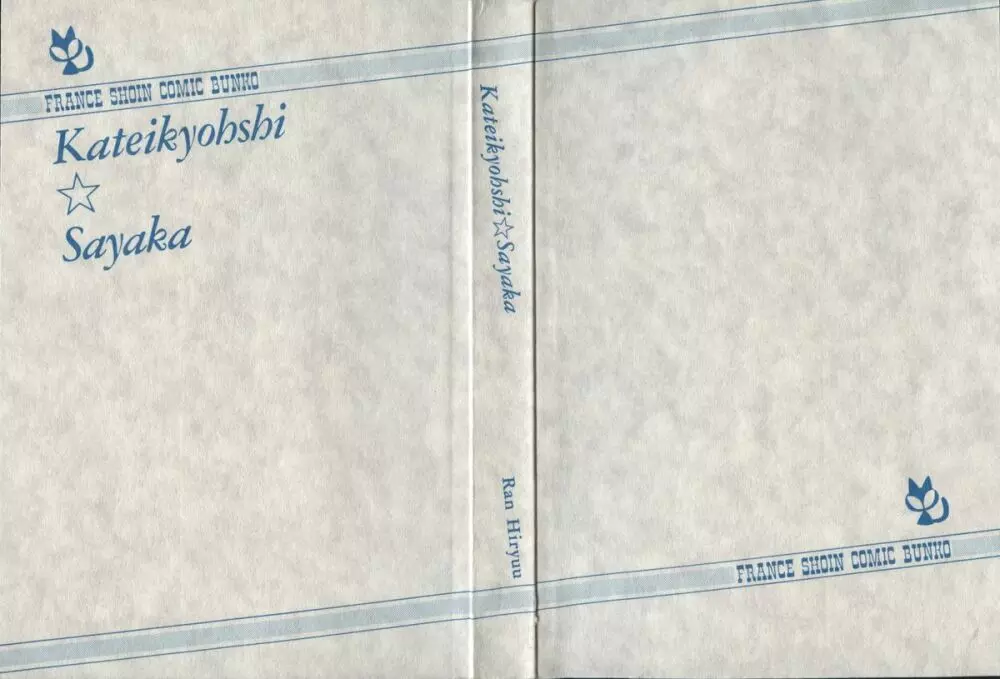 FRANCE SHOIN COMIC BUNKO
Kateikyohshi
☆
Sayaka
Kateikyohshi☆Sayaka
Ran Hiryuu
FRANCE SHOIN COMIC BUNKO